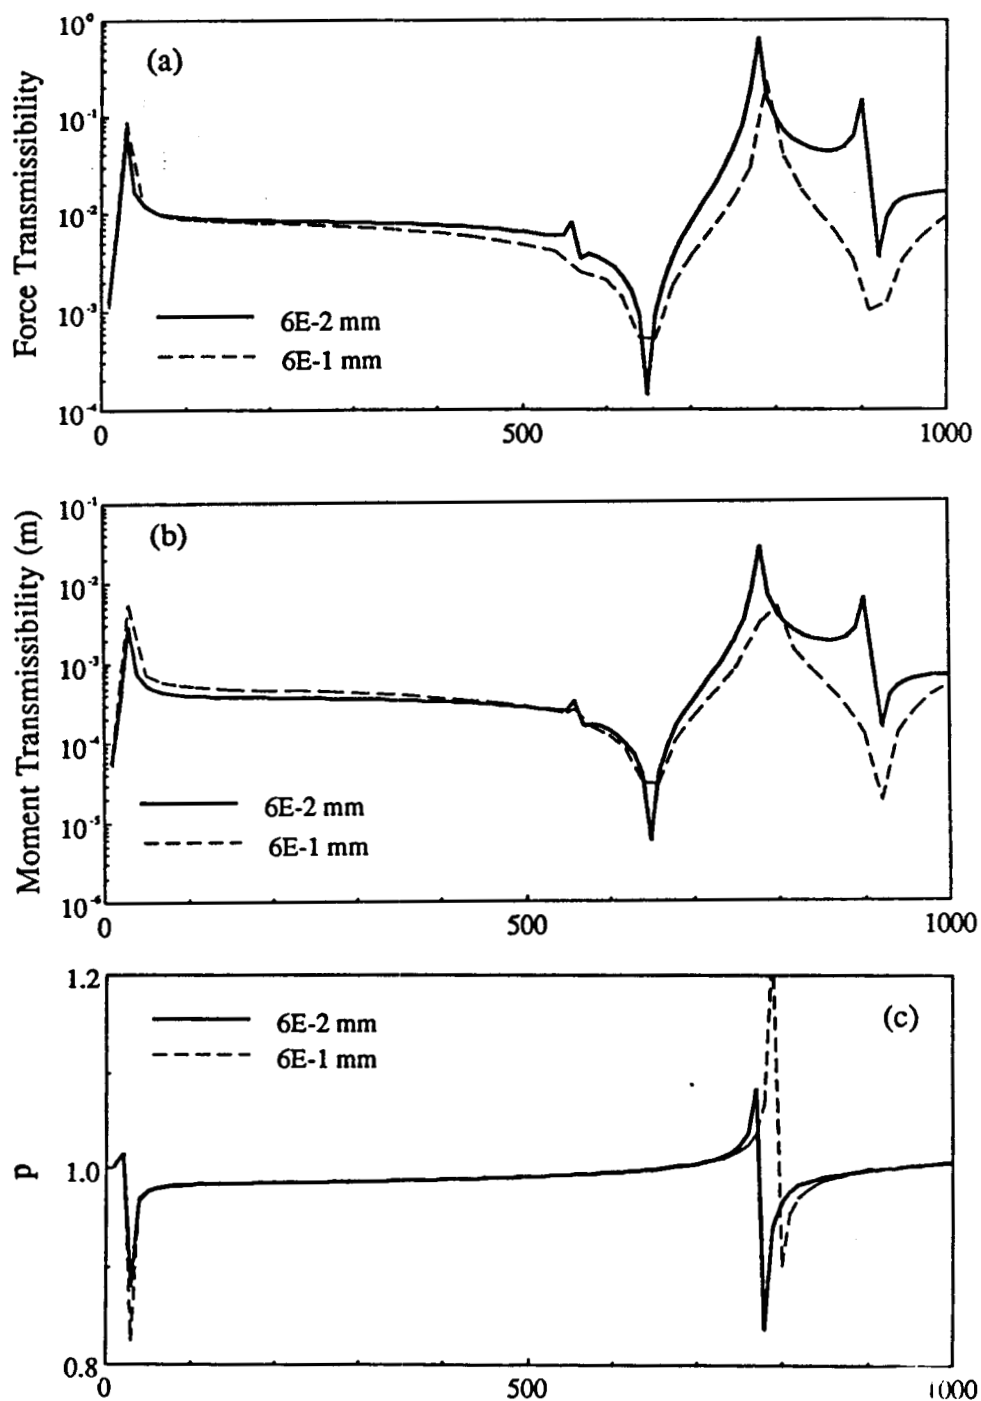 10⁰
(a)
10⁻¹
10⁻²
10⁻³
10⁻⁴
Force Transmissibility
6E-2 mm
6E-1 mm
0 500 1000
10⁻¹
(b)
10⁻²
10⁻³
10⁻⁴
10⁻⁵
10⁻⁶
Moment Transmissibility (m)
6E-2 mm
6E-1 mm
0 500 1000
1.2
(c)
6E-2 mm
6E-1 mm
p
1.0
0.8
0 500 1000